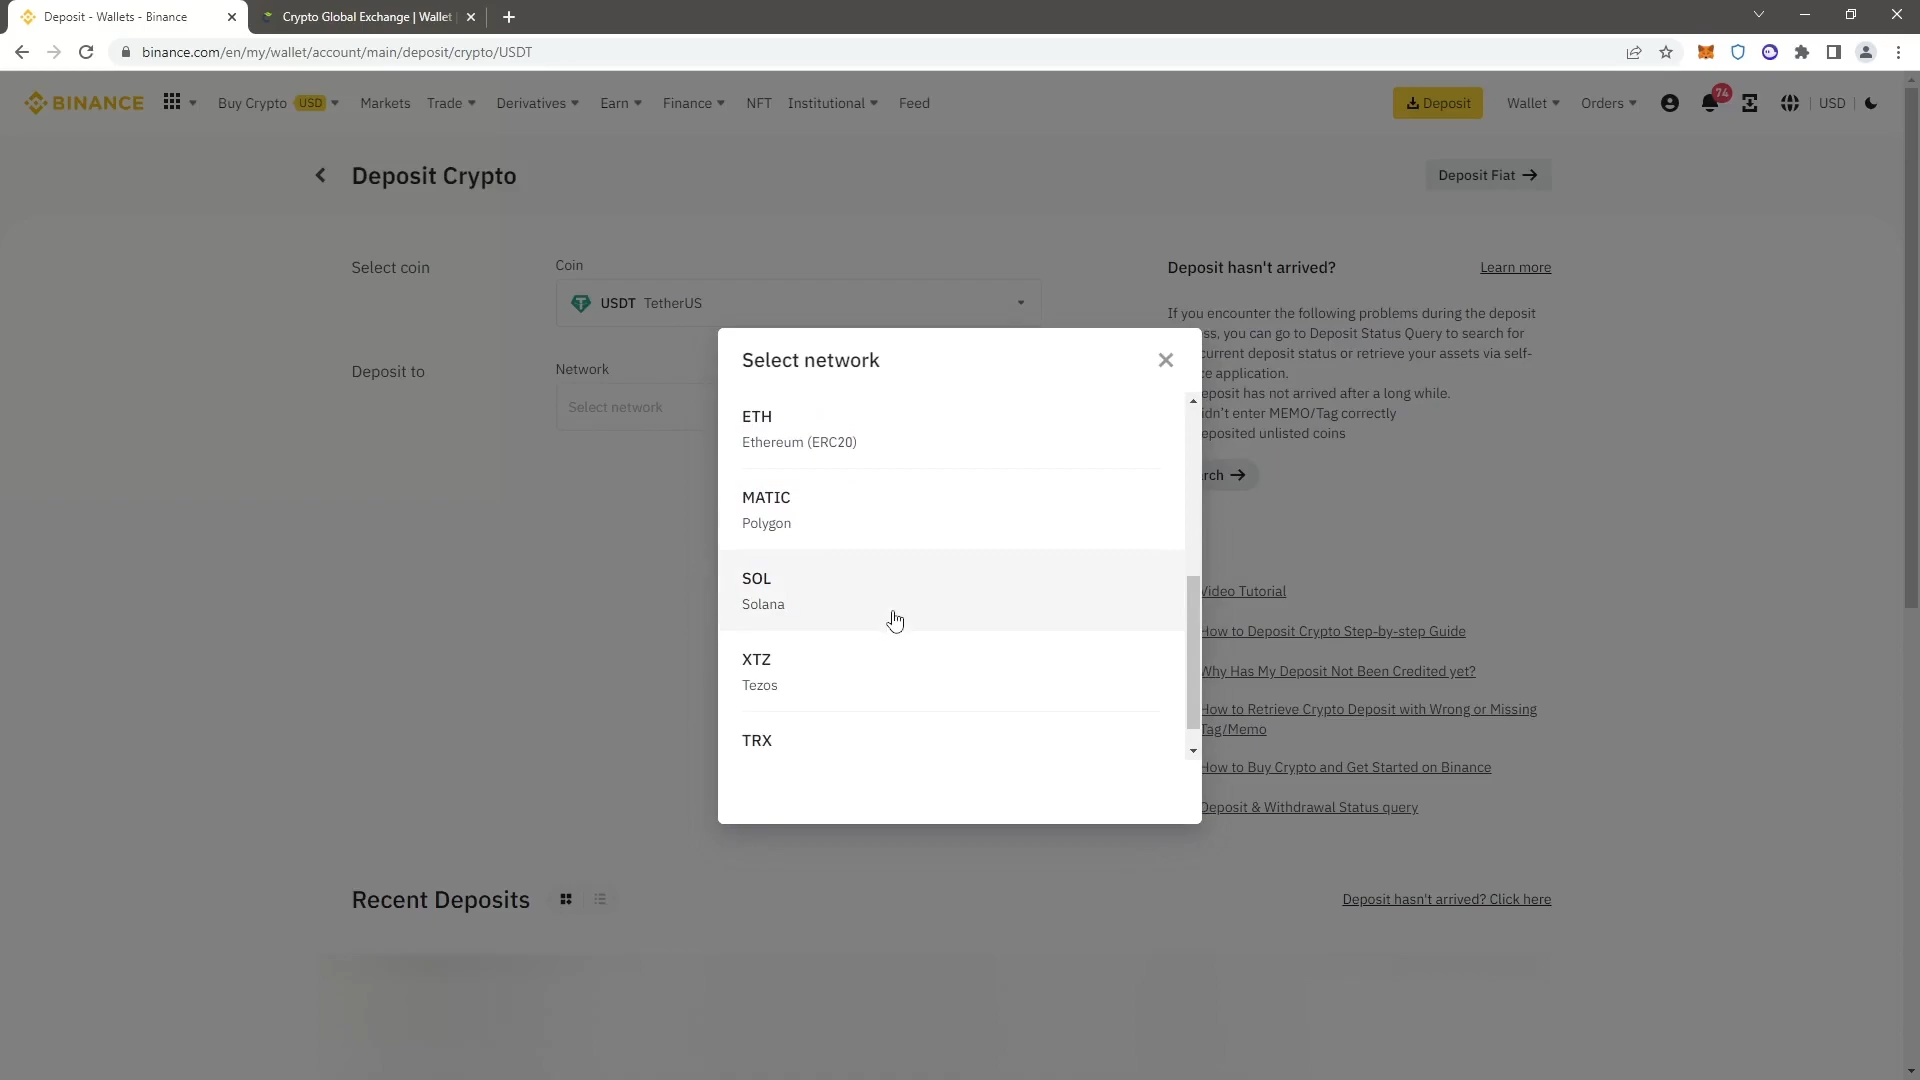 Deposit - Wallets - Binance
Crypto Global Exchange | Wallet
binance.com/en/my/wallet/account/main/deposit/crypto/USDT
BINANCE
Buy Crypto USD
Markets
Trade
Derivatives
Earn
Finance
NFT
Institutional
Feed
Deposit
Wallet
Orders
74
USD
Deposit Crypto
Deposit Fiat
Select coin
Coin
USDT TetherUS
Deposit to
Network
Select network
Deposit hasn't arrived?
Learn more
If you encounter the following problems during the deposit
ss, you can go to Deposit Status Query to search for
current deposit status or retrieve your assets via self-
ce application.
eposit has not arrived after a long while.
dn't enter MEMO/Tag correctly
eposited unlisted coins
rch
Select network
ETH
Ethereum (ERC20)
MATIC
Polygon
SOL
Solana
XTZ
Tezos
TRX
Video Tutorial
How to Deposit Crypto Step-by-step Guide
Why Has My Deposit Not Been Credited yet?
How to Retrieve Crypto Deposit with Wrong or Missing
Tag/Memo
How to Buy Crypto and Get Started on Binance
Deposit & Withdrawal Status query
Recent Deposits
Deposit hasn't arrived? Click here